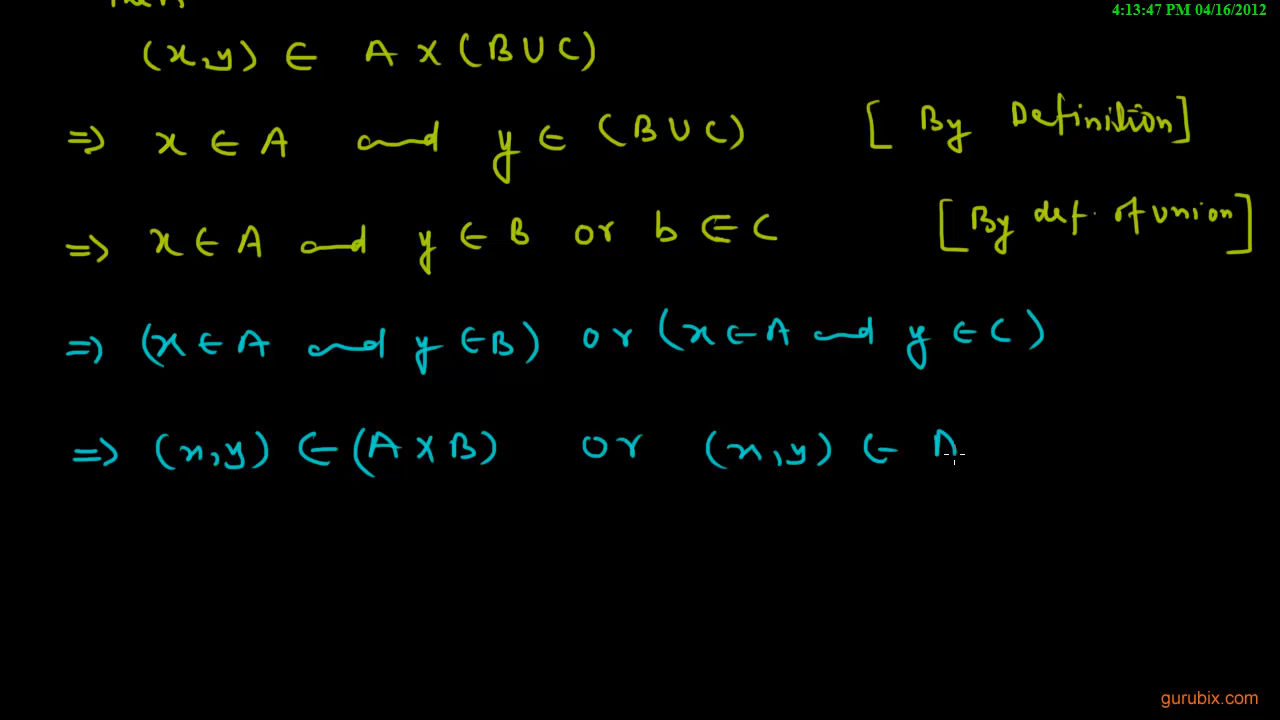 4:13:47 PM 04/16/2012
(x,y) ∈ A × (B ∪ C)
⇒ x ∈ A and y ∈ (B ∪ C) [By Definition]
⇒ x ∈ A and y ∈ B or b ∈ C [By def. of union]
⇒ (x ∈ A and y ∈ B) or (x ∈ A and y ∈ C)
⇒ (x,y) ∈ (A × B) or (x,y) ∈ A
gurubix.com